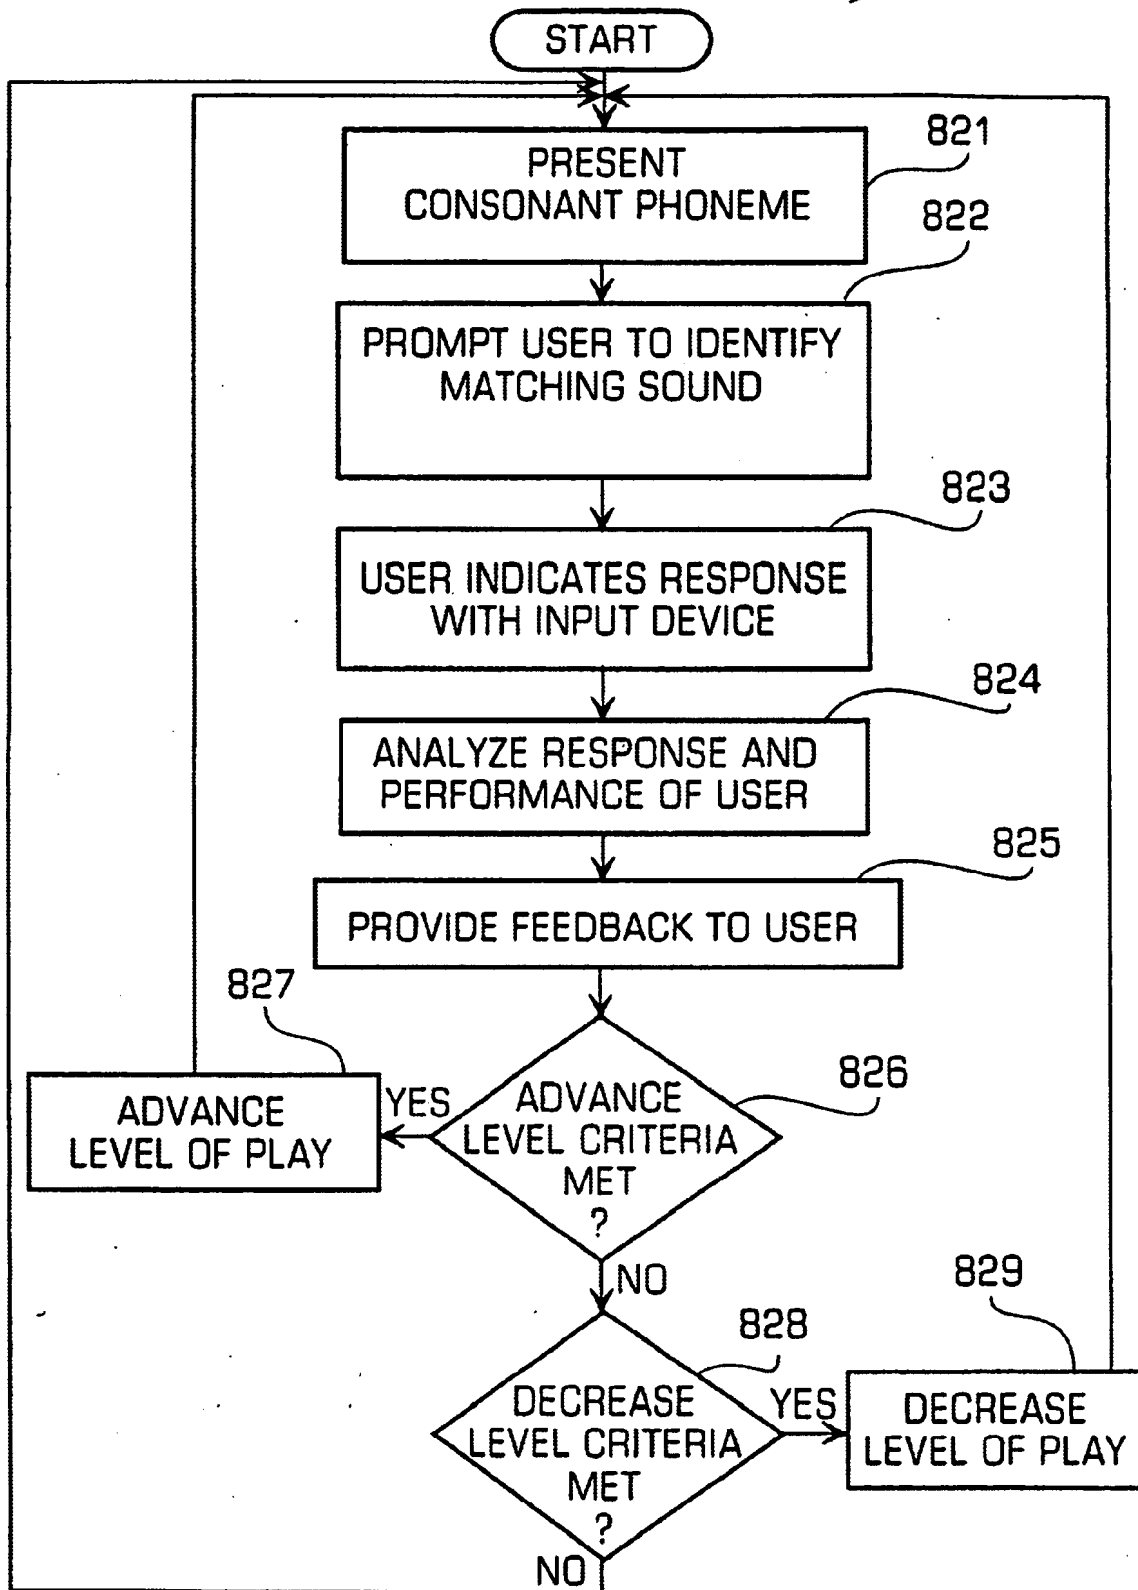 START
821
PRESENT
CONSONANT PHONEME
822
PROMPT USER TO IDENTIFY
MATCHING SOUND
823
USER INDICATES RESPONSE
WITH INPUT DEVICE
824
ANALYZE RESPONSE AND
PERFORMANCE OF USER
825
PROVIDE FEEDBACK TO USER
827
826
ADVANCE
LEVEL OF PLAY
YES
ADVANCE
LEVEL CRITERIA
MET
?
NO
829
828
DECREASE
LEVEL CRITERIA
MET
?
YES
DECREASE
LEVEL OF PLAY
NO